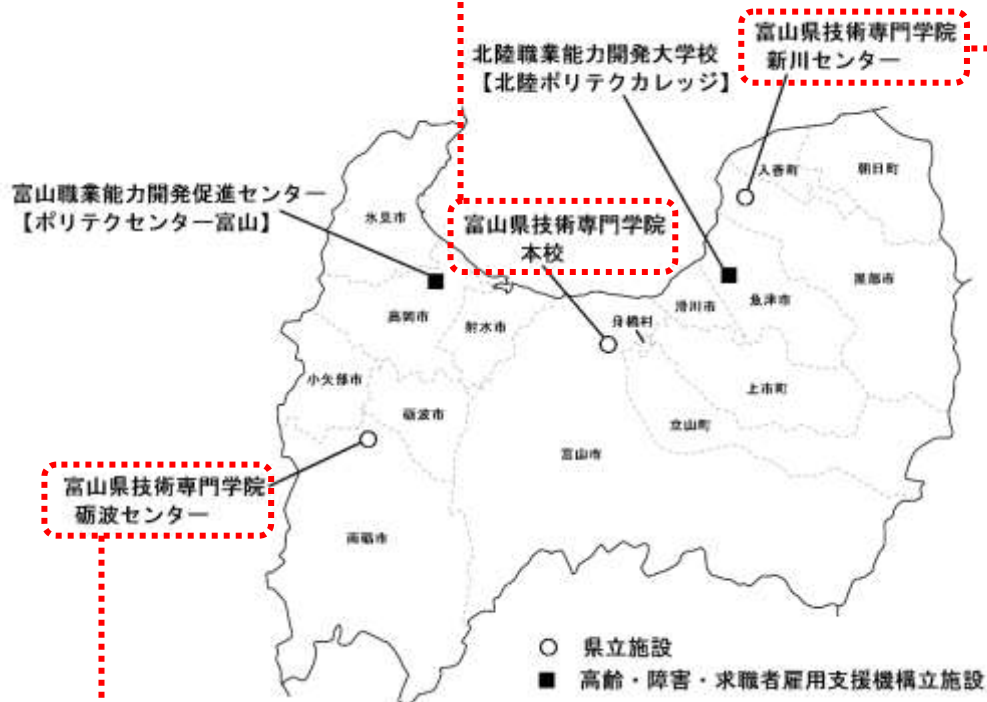 富山県技術専門学院
新川センター
北陸職業能力開発大学校
【北陸ポリテクカレッジ】
富山職業能力開発促進センター
【ポリテクセンター富山】
富山県技術専門学院
本校
入善町
朝日町
氷見市
黒部市
魚津市
滑川市
舟橋村
高岡市
射水市
小矢部市
砺波市
上市町
立山町
富山市
富山県技術専門学院
砺波センター
南砺市
県立施設
高齢・障害・求職者雇用支援機構立施設